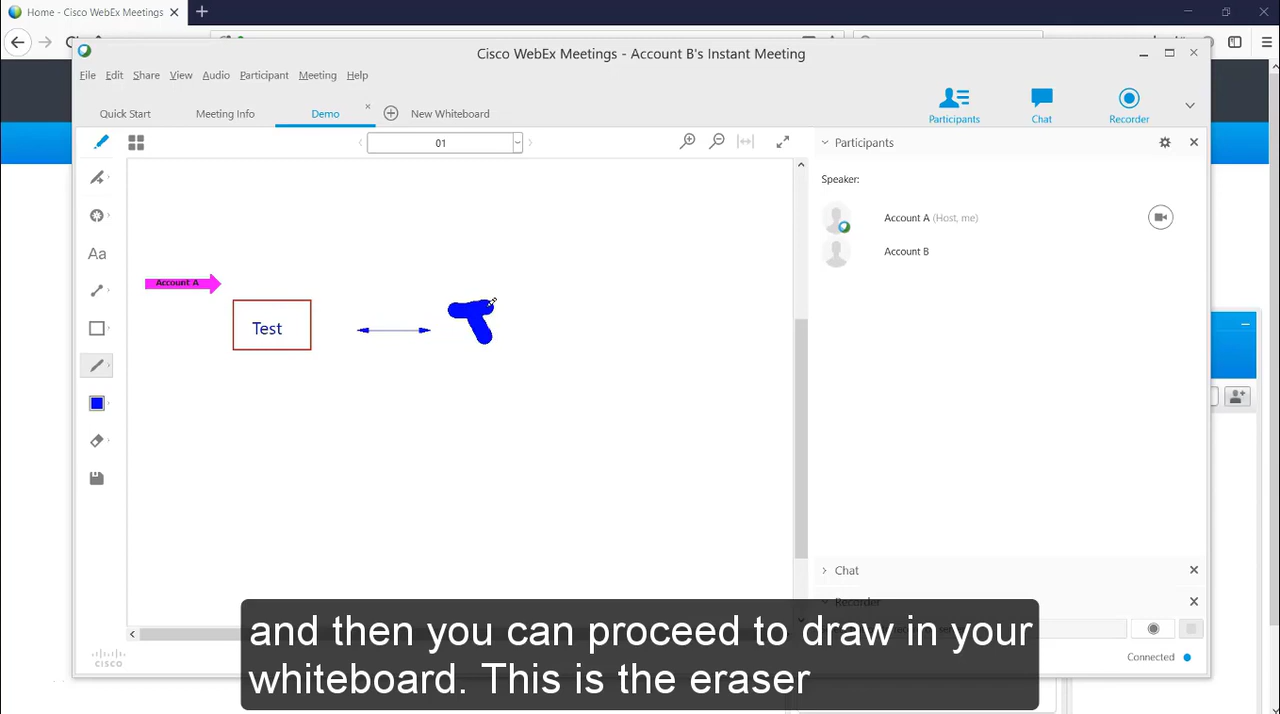 Home - Cisco WebEx Meetings
Cisco WebEx Meetings - Account B's Instant Meeting
File Edit Share View Audio Participant Meeting Help
Quick Start Meeting Info Demo New Whiteboard
Participants Chat Recorder
01
Participants
Speaker:
Aa
Account A (Host, me)
Account B
Account A
Test
Chat
Recorder
Connected
cisco
and then you can proceed to draw in your
whiteboard. This is the eraser